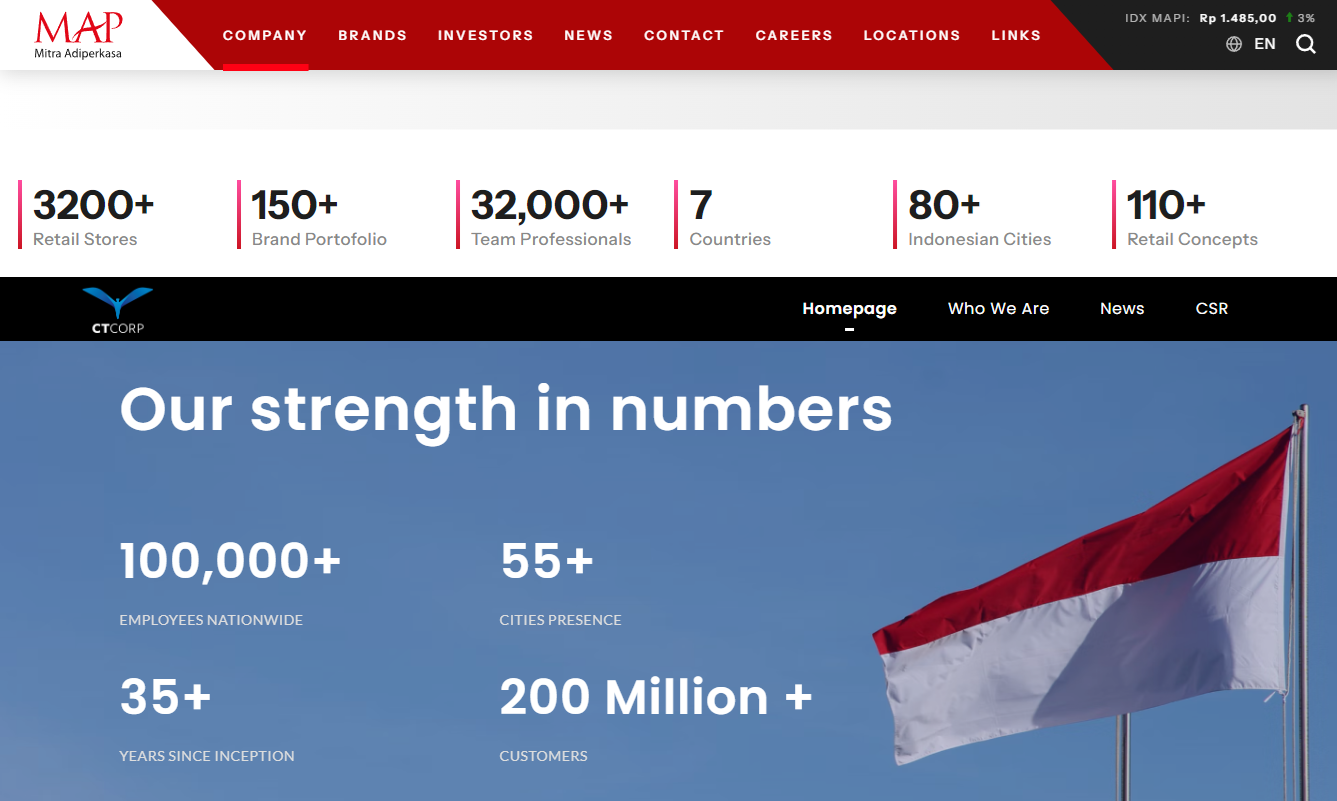 MAP
Mitra Adiperkasa
COMPANY BRANDS INVESTORS NEWS CONTACT CAREERS LOCATIONS LINKS
IDX MAPI: Rp 1.485,00 3%
EN
3200+ 150+ 32,000+ 7 80+ 110+
Retail Stores Brand Portofolio Team Professionals Countries Indonesian Cities Retail Concepts
CTCORP
Homepage Who We Are News CSR
Our strength in numbers
100,000+ 55+
EMPLOYEES NATIONWIDE CITIES PRESENCE
35+ 200 Million +
YEARS SINCE INCEPTION CUSTOMERS